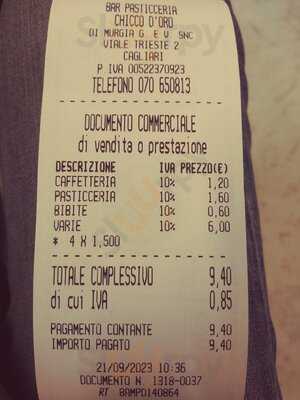 BAR PASTICCERIA
CHICCO D'ORO
DI MURGIA G. E V. SNC
VIALE TRIESTE 2
CAGLIARI
P IVA 00522370923
TELEFONO 070 650813
DOCUMENTO COMMERCIALE
di vendita o prestazione
DESCRIZIONE IVA PREZZO(€)
CAFFETTERIA 10% 1,20
PASTICCERIA 10% 1,60
BIBITE 10% 0,60
VARIE 10% 6,00
* 4 X 1,500
TOTALE COMPLESSIVO 9,40
di cui IVA 0,85
PAGAMENTO CONTANTE 9,40
IMPORTO PAGATO 9,40
21/09/2023 10:36
DOCUMENTO N. 1318-0037
RT 8AMPD140864